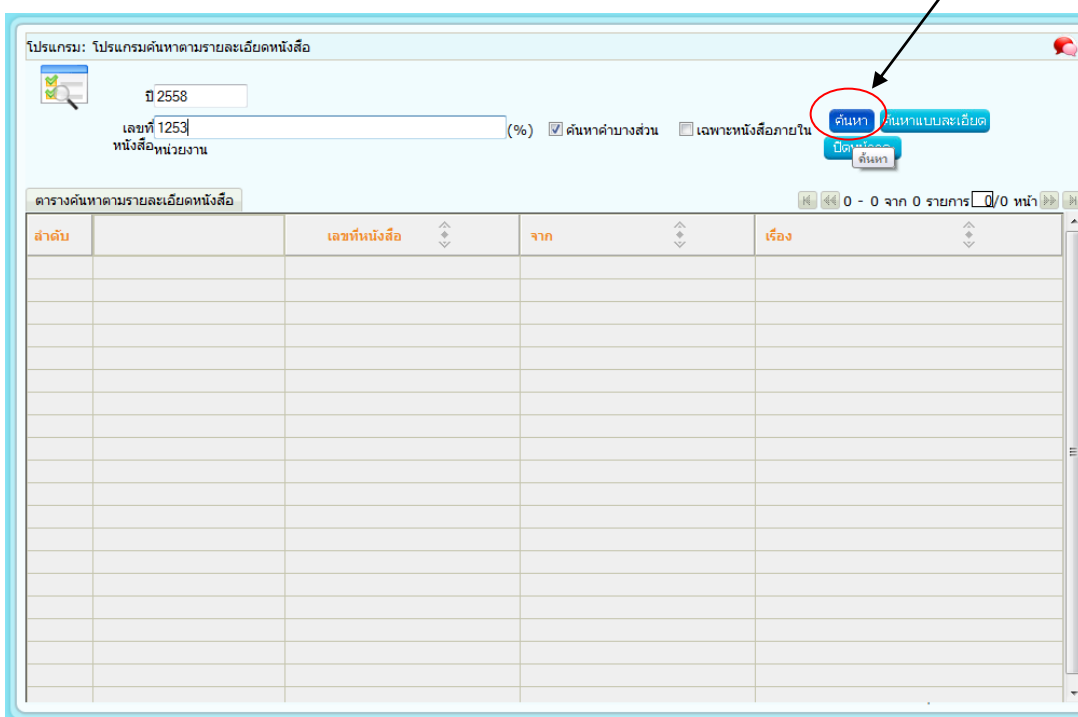 โปรแกรม: โปรแกรมค้นหาตามรายละเอียดหนังสือ
ปี 2558
เลขที่ 1253 (%) ค้นหาคำบางส่วน เฉพาะหนังสือภายใน ค้นหา ค้นหาแบบละเอียด
หนังสือหน่วยงาน
ค้นหา
ตารางค้นหาตามรายละเอียดหนังสือ 0 - 0 จาก 0 รายการ 0/0 หน้า
ลำดับ เลขที่หนังสือ จาก เรื่อง